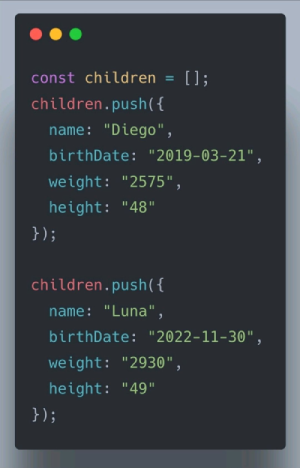 const children = [];
children.push({
  name: "Diego",
  birthDate: "2019-03-21",
  weight: "2575",
  height: "48"
});

children.push({
  name: "Luna",
  birthDate: "2022-11-30",
  weight: "2930",
  height: "49"
});